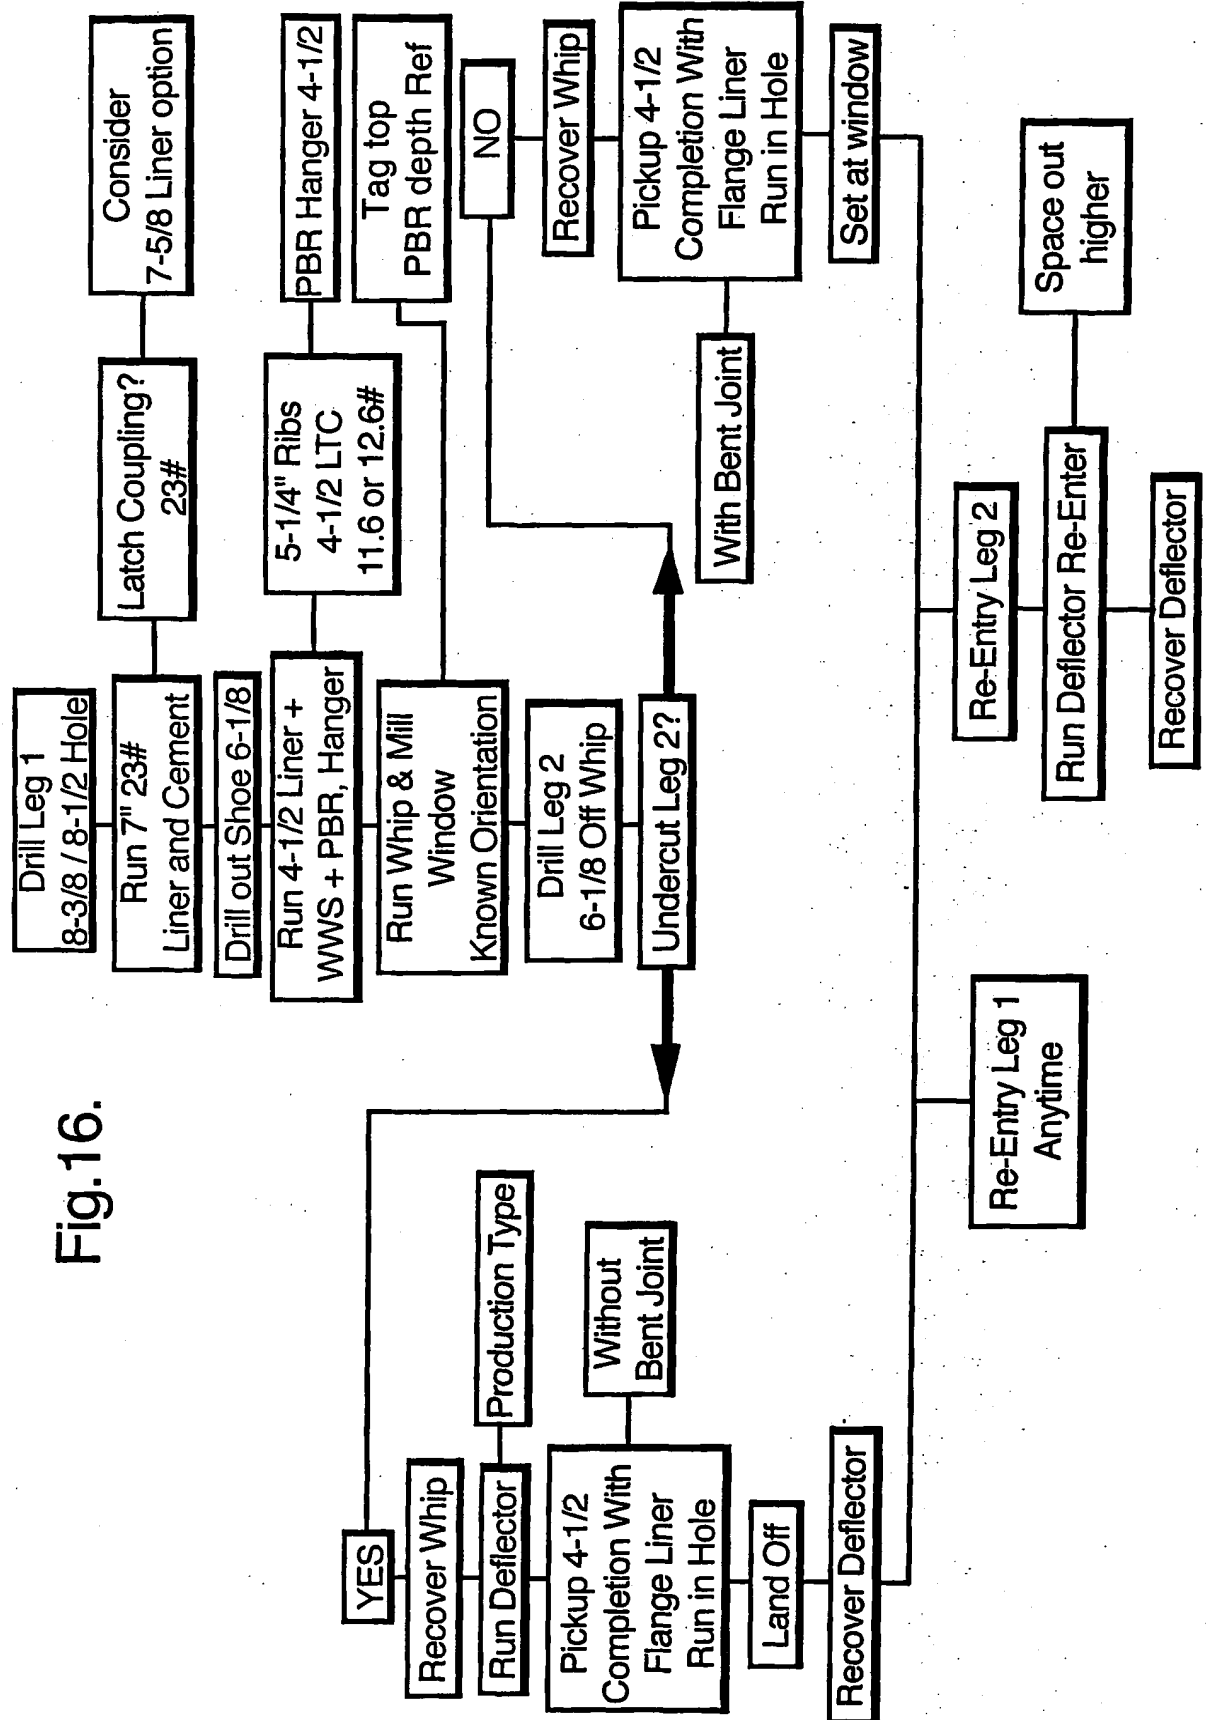 Fig.16.
Drill Leg 1
8-3/8 / 8-1/2 Hole
Run 7" 23#
Liner and Cement
Latch Coupling?
23#
Consider
7-5/8 Liner option
Drill out Shoe 6-1/8
Run 4-1/2 Liner +
WWS + PBR, Hanger
5-1/4" Ribs
4-1/2 LTC
11.6 or 12.6#
PBR Hanger 4-1/2
Run Whip & Mill
Window
Known Orientation
Tag top
PBR depth Ref
Drill Leg 2
6-1/8 Off Whip
Undercut Leg 2?
YES
Recover Whip
Run Deflector
Production Type
Pickup 4-1/2
Completion With
Flange Liner
Run in Hole
Without
Bent Joint
Land Off
Recover Deflector
NO
Recover Whip
Pickup 4-1/2
Completion With
Flange Liner
Run in Hole
With Bent Joint
Set at window
Re-Entry Leg 1
Anytime
Re-Entry Leg 2
Run Deflector Re-Enter
Space out
higher
Recover Deflector